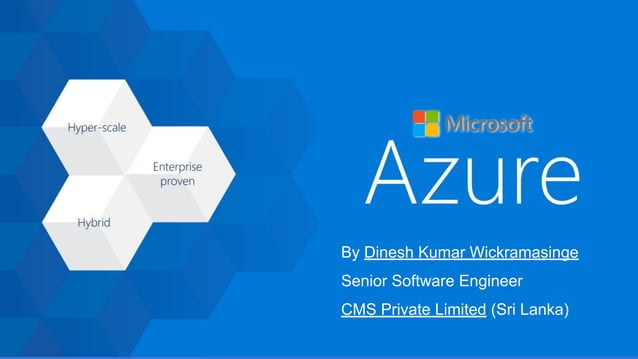 Hyper-scale
Enterprise
proven
Hybrid
Microsoft
Azure
By Dinesh Kumar Wickramasinge
Senior Software Engineer
CMS Private Limited (Sri Lanka)